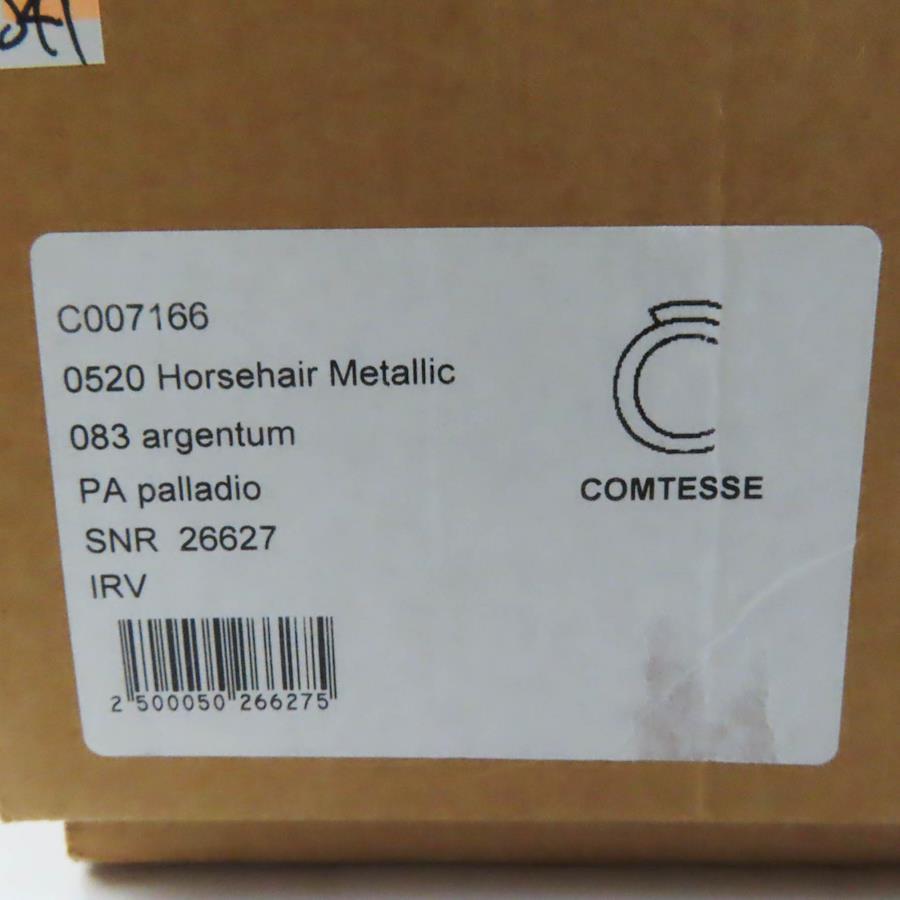 C007166
0520 Horsehair Metallic
083 argentum
PA palladio
SNR 26627
IRV
2 500050 266275
COMTESSE